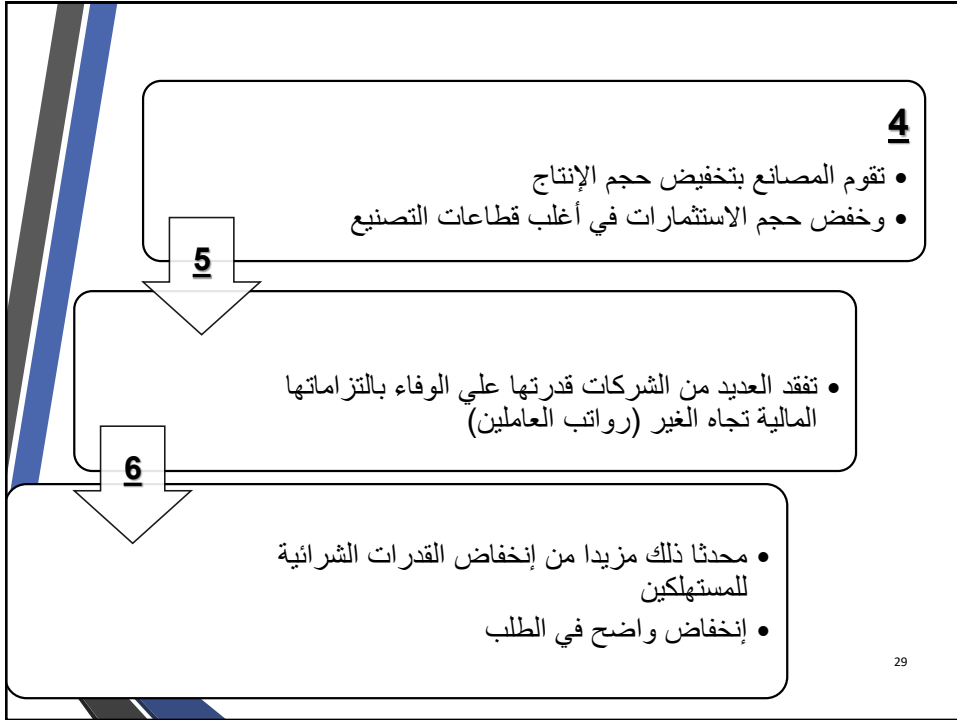 4
• تقوم المصانع بتخفيض حجم الإنتاج
• وخفض حجم الاستثمارات في أغلب قطاعات التصنيع
5
• تفقد العديد من الشركات قدرتها علي الوفاء بالتزاماتها
المالية تجاه الغير (رواتب العاملين)
6
• محدثا ذلك مزيدا من إنخفاض القدرات الشرائية
للمستهلكين
• إنخفاض واضح في الطلب
29